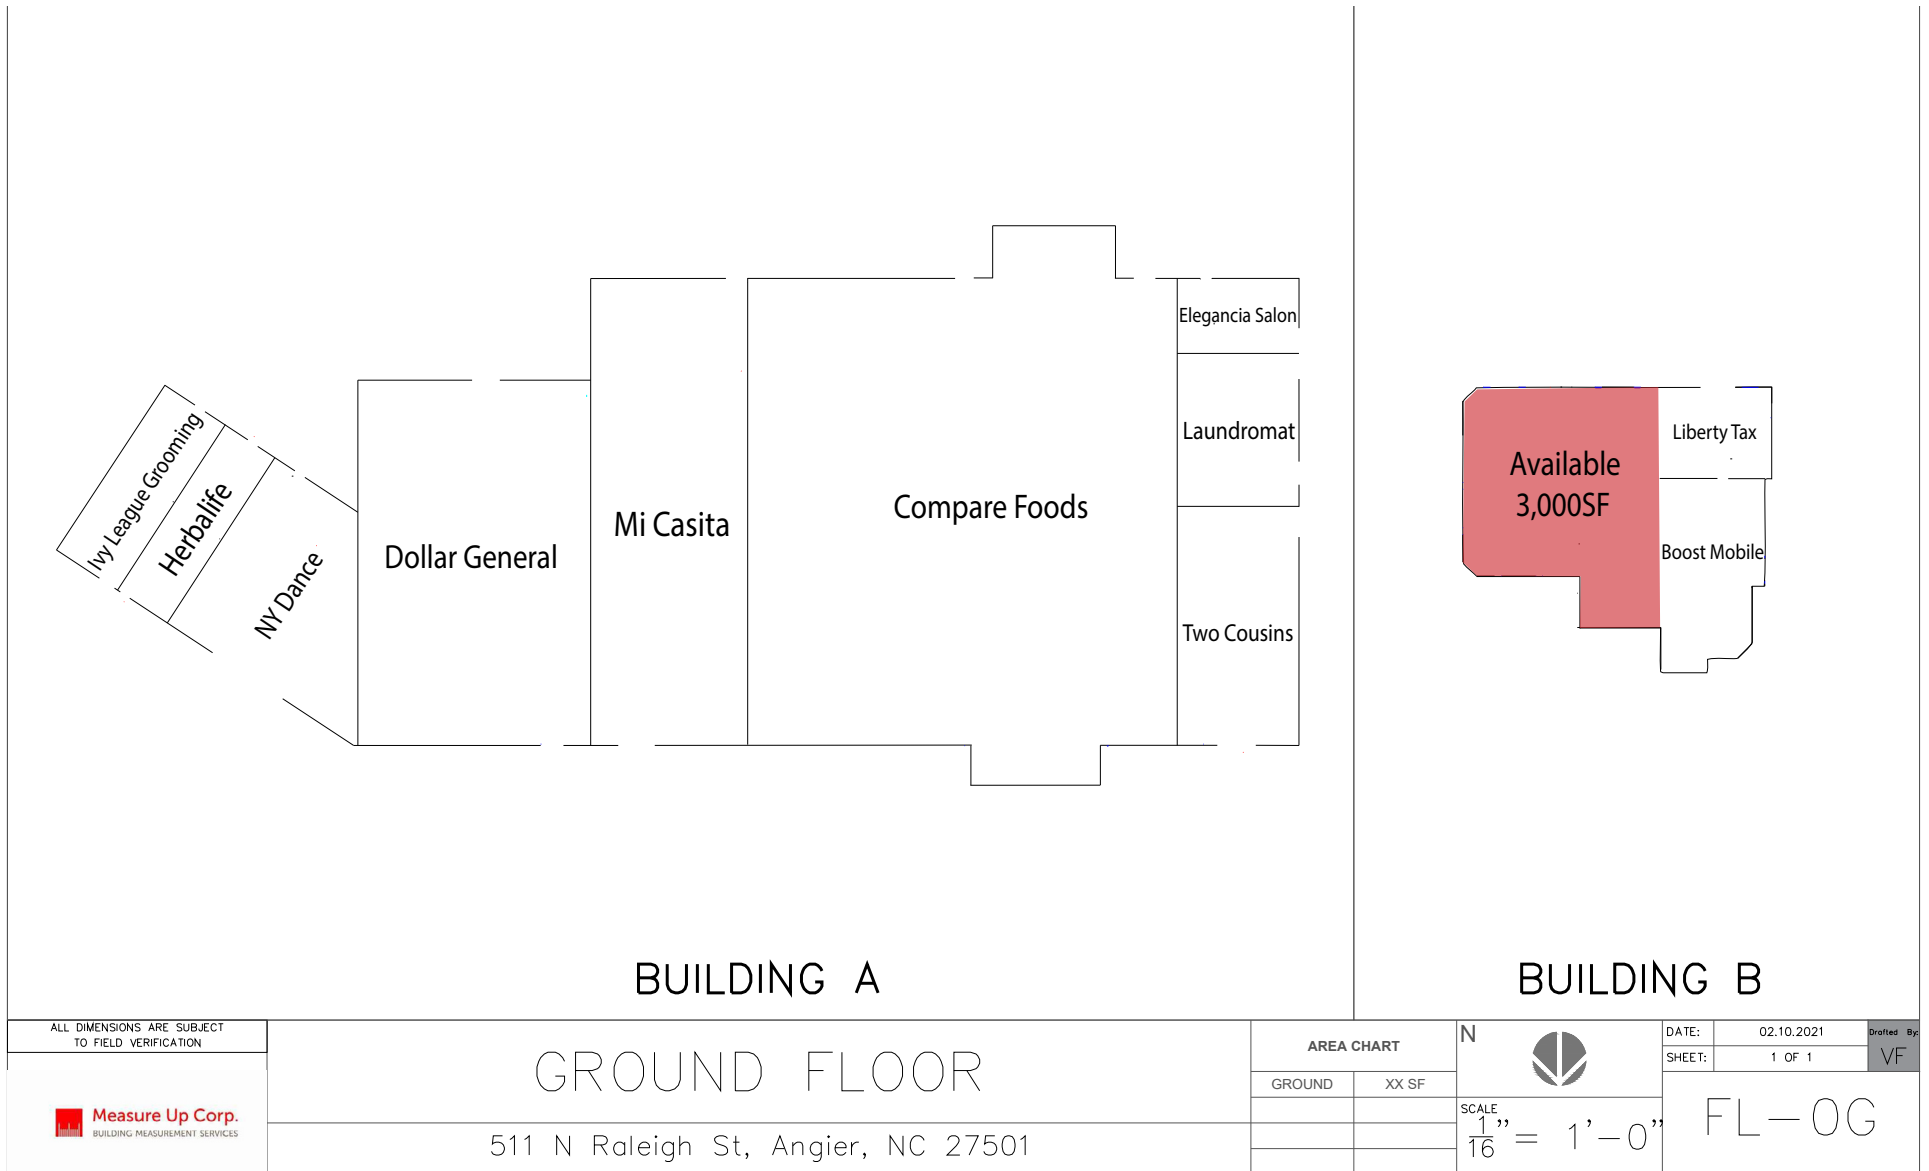 Ivy League Grooming
Herbalife
NY Dance
Dollar General
Mi Casita
Compare Foods
Elegancia Salon
Laundromat
Two Cousins
Available
3,000SF
Liberty Tax
Boost Mobile
BUILDING A
BUILDING B
ALL DIMENSIONS ARE SUBJECT
TO FIELD VERIFICATION
Measure Up Corp.
BUILDING MEASUREMENT SERVICES
GROUND FLOOR
511 N Raleigh St, Angier, NC 27501
AREA CHART
GROUND XX SF
N
SCALE
1/16" = 1'-0"
DATE: 02.10.2021
SHEET: 1 OF 1
Drafted By:
VF
FL-0G